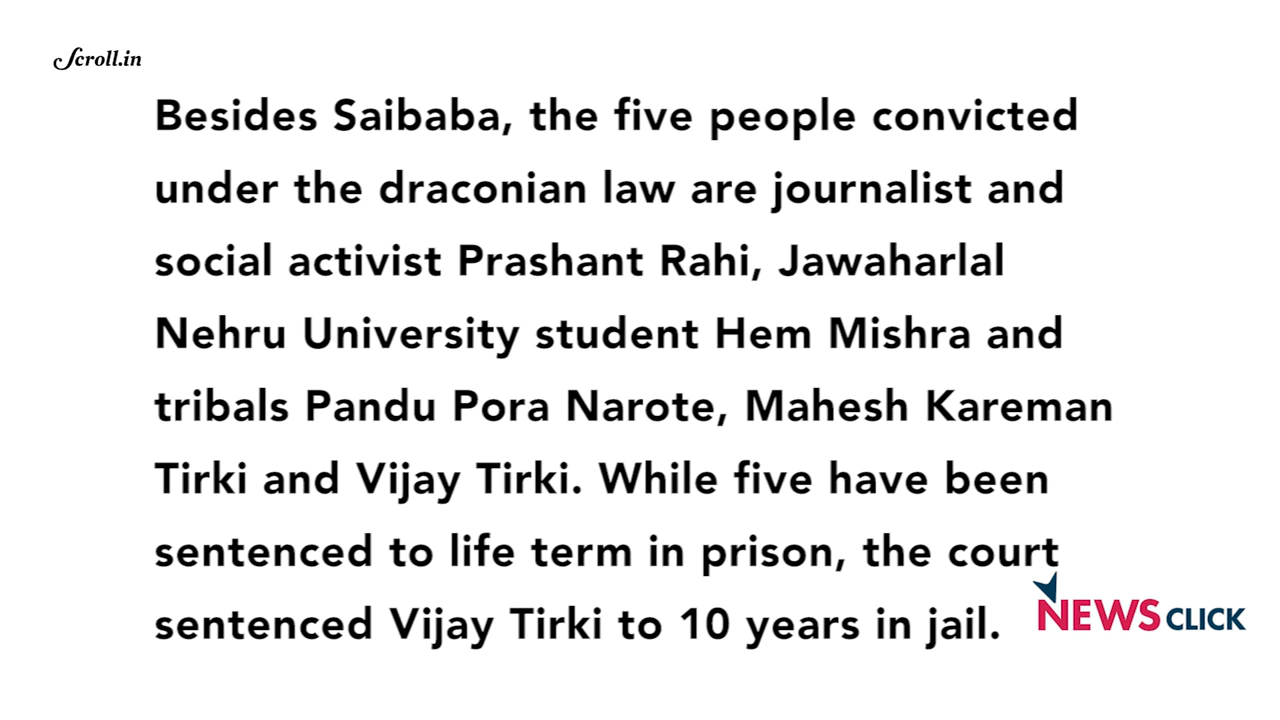 Scroll.in
Besides Saibaba, the five people convicted
under the draconian law are journalist and
social activist Prashant Rahi, Jawaharlal
Nehru University student Hem Mishra and
tribals Pandu Pora Narote, Mahesh Kareman
Tirki and Vijay Tirki. While five have been
sentenced to life term in prison, the court
sentenced Vijay Tirki to 10 years in jail.
NEWSCLICK